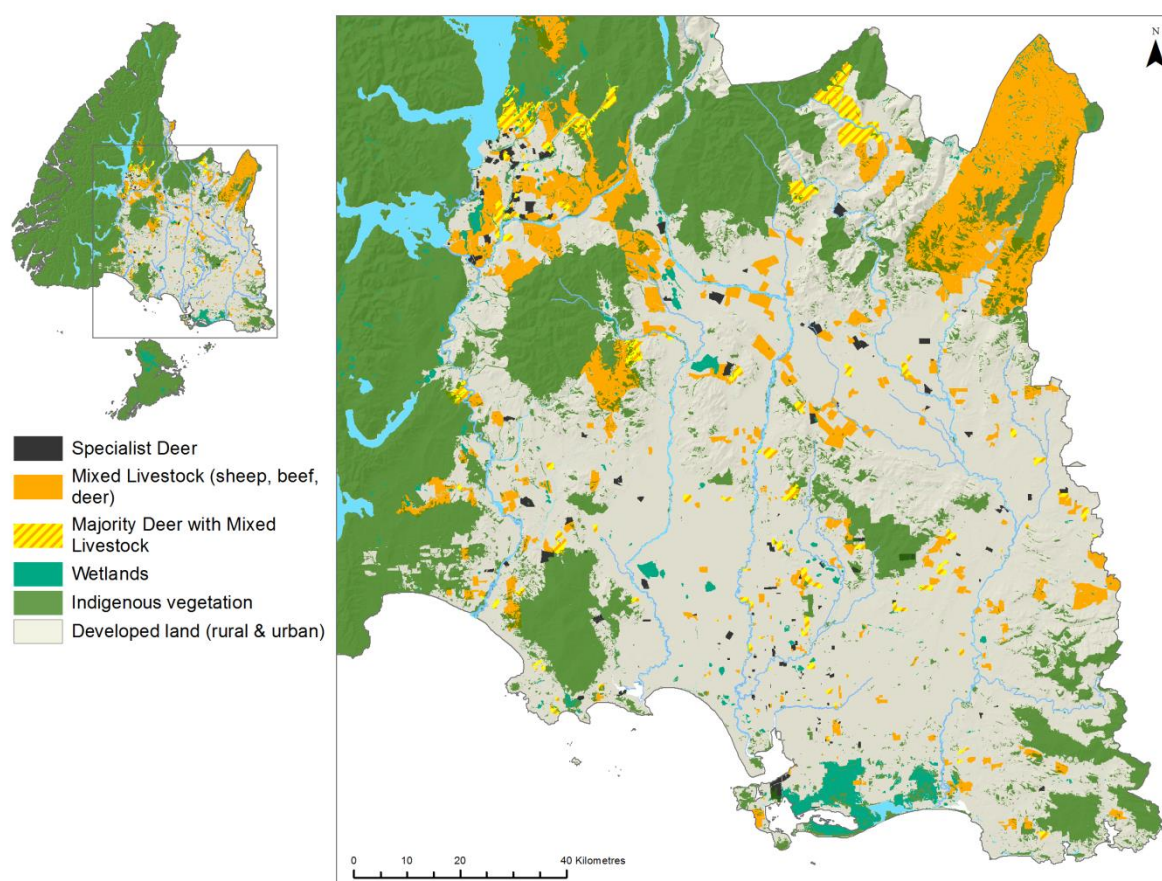 N
Specialist Deer
Mixed Livestock (sheep, beef,
deer)
Majority Deer with Mixed
Livestock
Wetlands
Indigenous vegetation
Developed land (rural & urban)
0 10 20 40 Kilometres